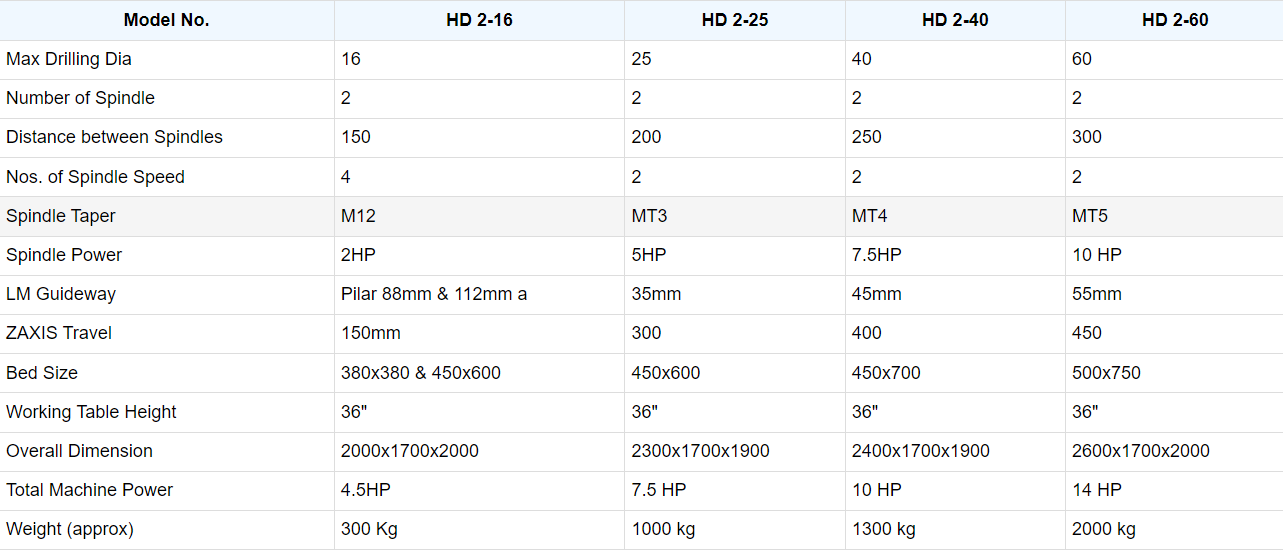 Model No. HD 2-16 HD 2-25 HD 2-40 HD 2-60
Max Drilling Dia 16 25 40 60
Number of Spindle 2 2 2 2
Distance between Spindles 150 200 250 300
Nos. of Spindle Speed 4 2 2 2
Spindle Taper M12 MT3 MT4 MT5
Spindle Power 2HP 5HP 7.5HP 10 HP
LM Guideway Pilar 88mm & 112mm a 35mm 45mm 55mm
ZAXIS Travel 150mm 300 400 450
Bed Size 380x380 & 450x600 450x600 450x700 500x750
Working Table Height 36" 36" 36" 36"
Overall Dimension 2000x1700x2000 2300x1700x1900 2400x1700x1900 2600x1700x2000
Total Machine Power 4.5HP 7.5 HP 10 HP 14 HP
Weight (approx) 300 Kg 1000 kg 1300 kg 2000 kg